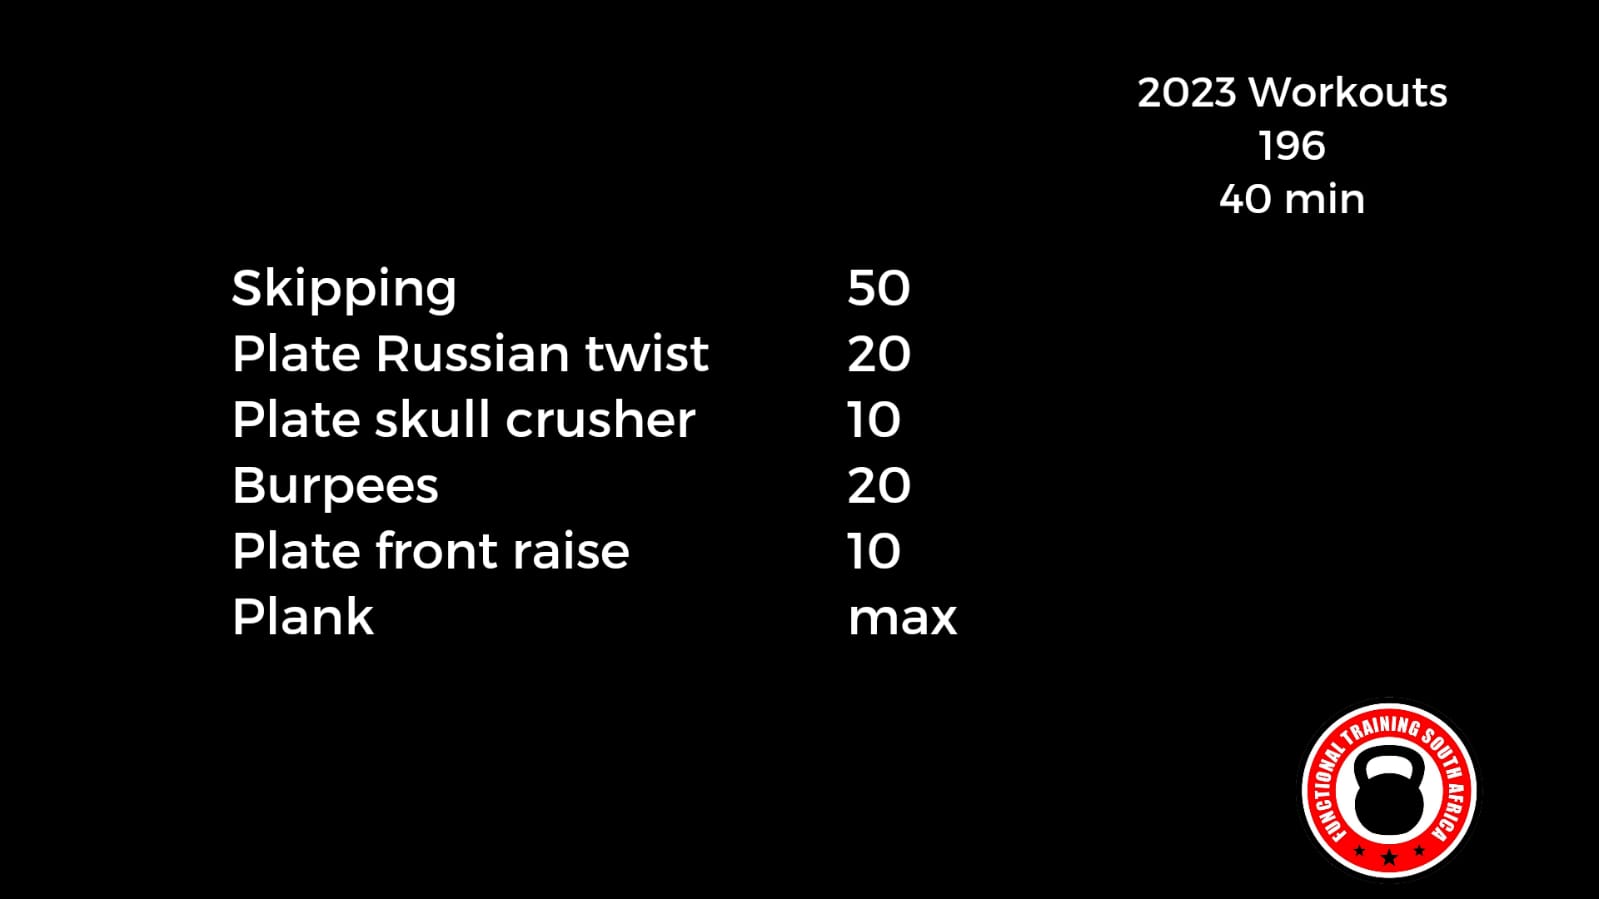 2023 Workouts
196
40 min
Skipping 50
Plate Russian twist 20
Plate skull crusher 10
Burpees 20
Plate front raise 10
Plank max
FUNCTIONAL TRAINING SOUTH AFRICA